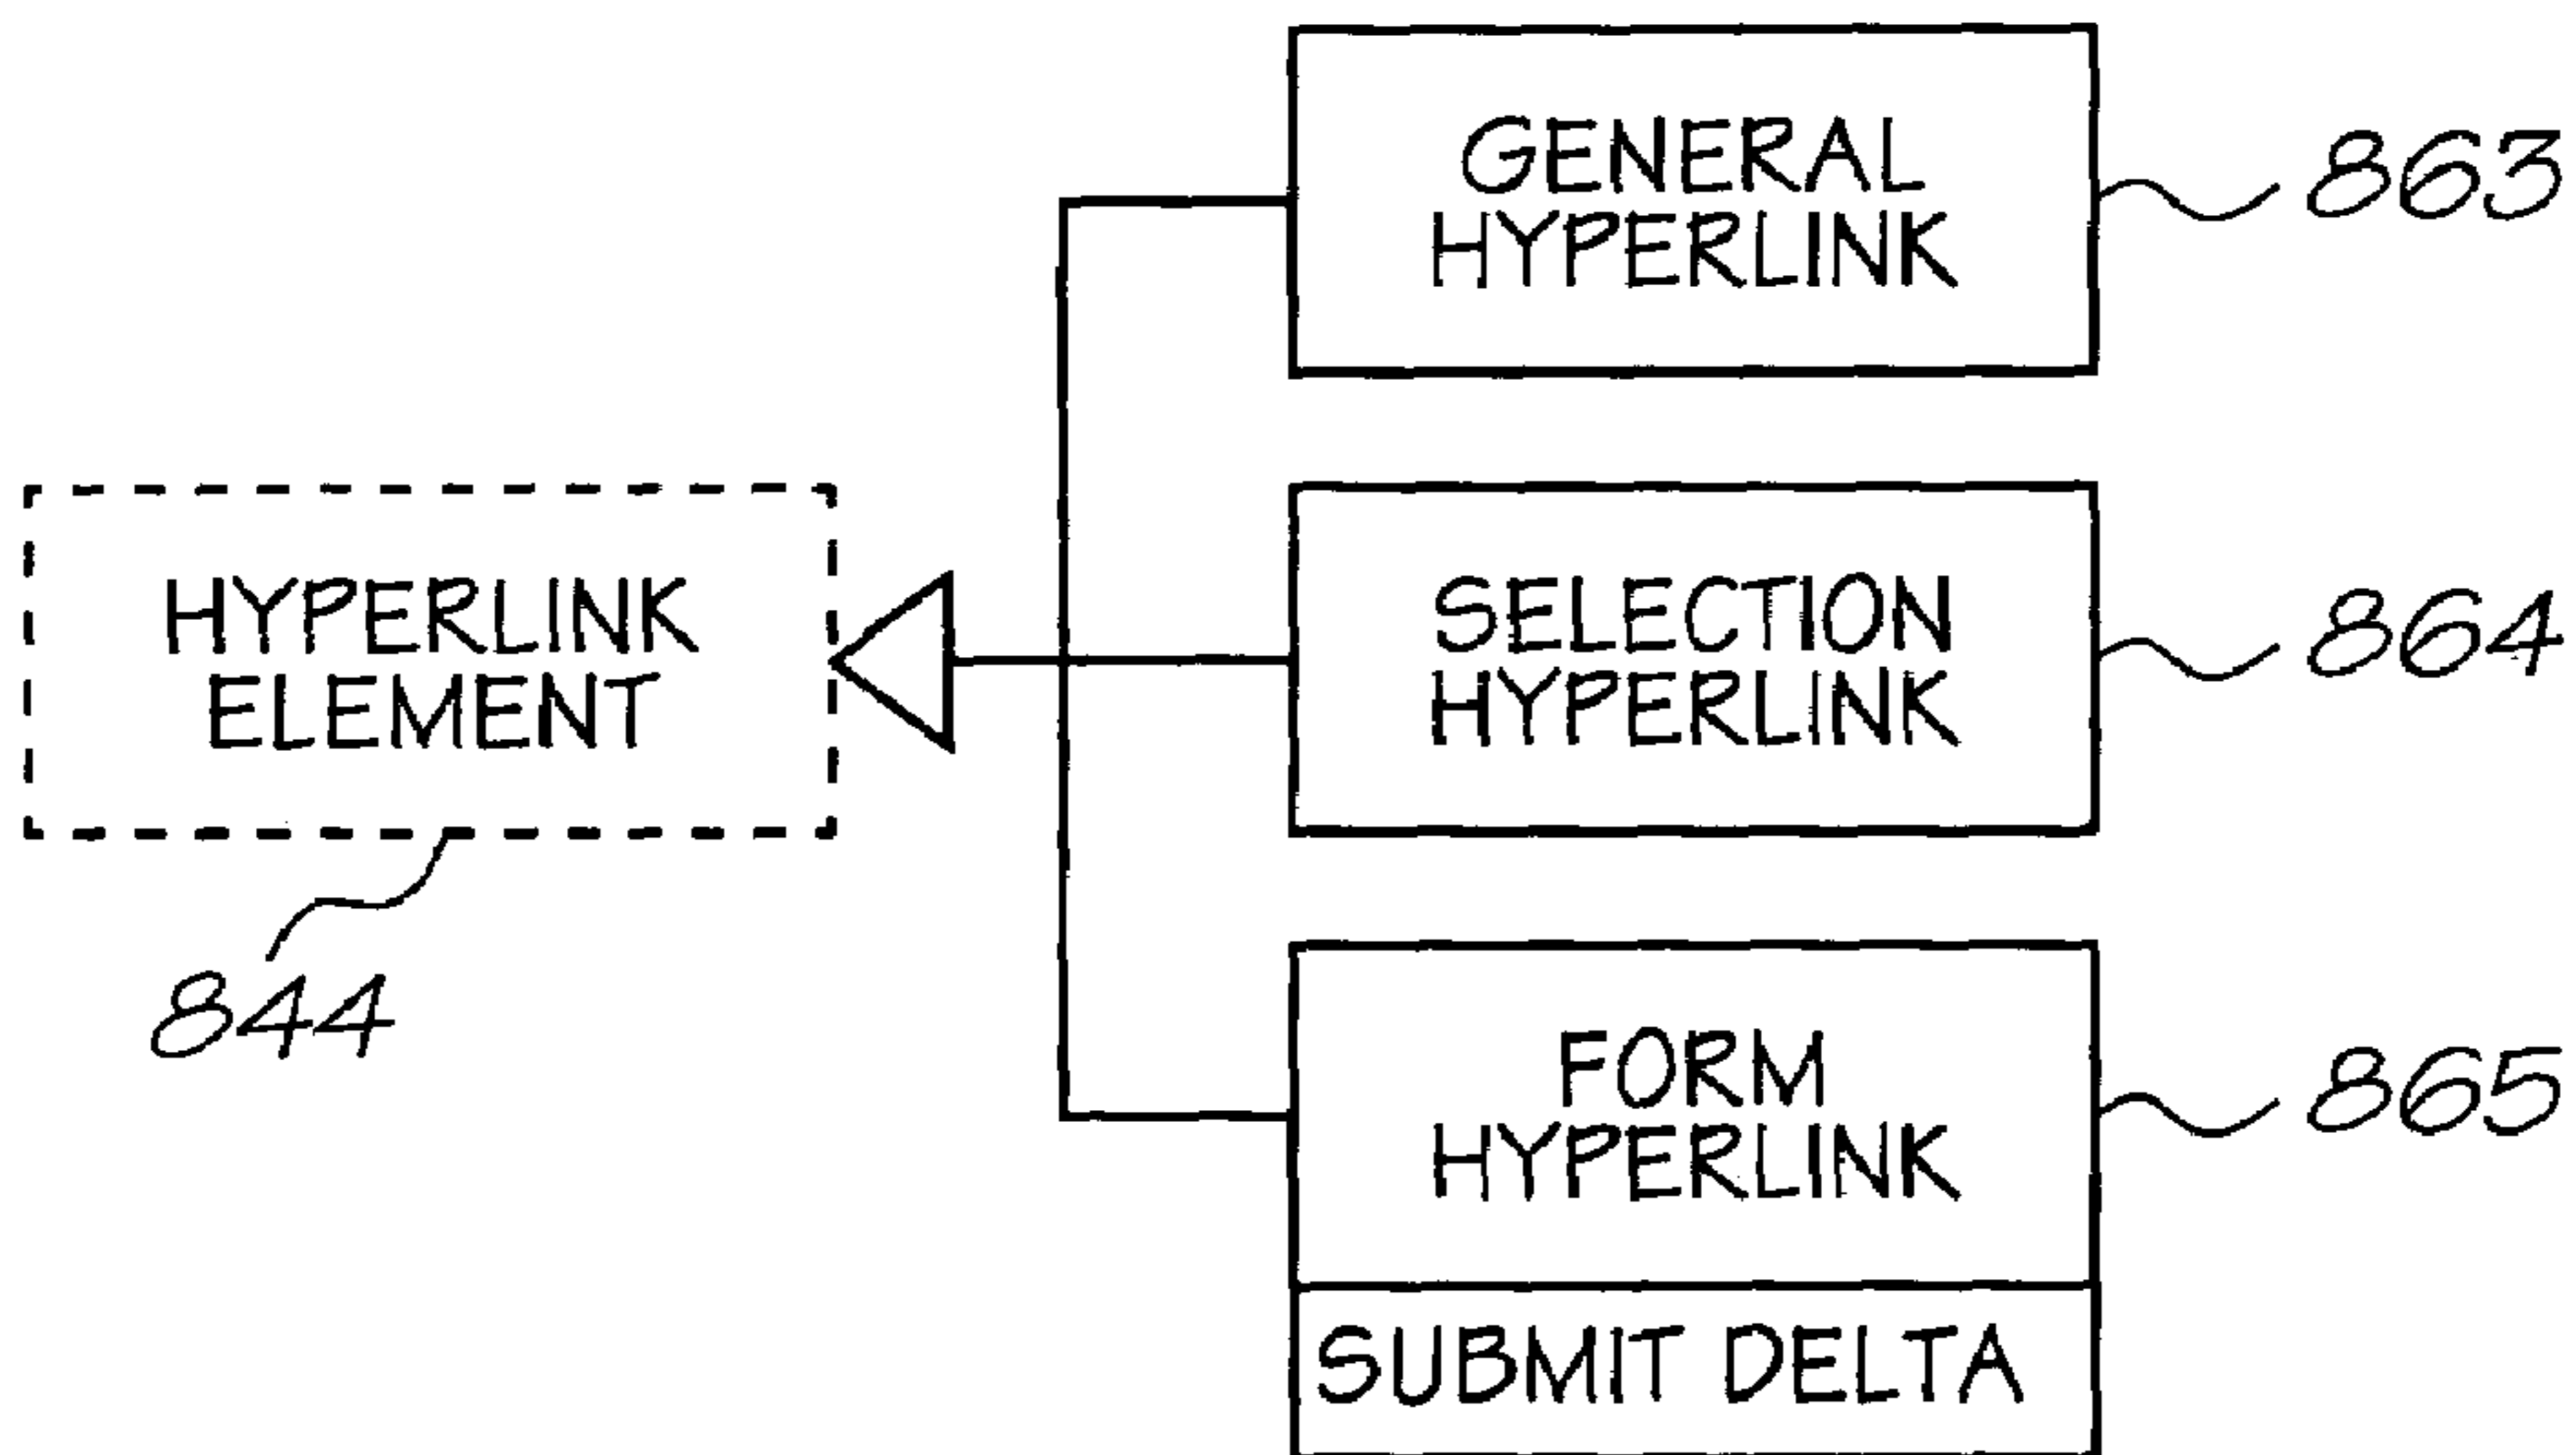 GENERAL
HYPERLINK
863
HYPERLINK
ELEMENT
844
SELECTION
HYPERLINK
864
FORM
HYPERLINK
865
SUBMIT DELTA